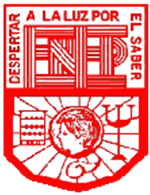 DESPERTAR A LA LUZ POR EL SABER
ENP